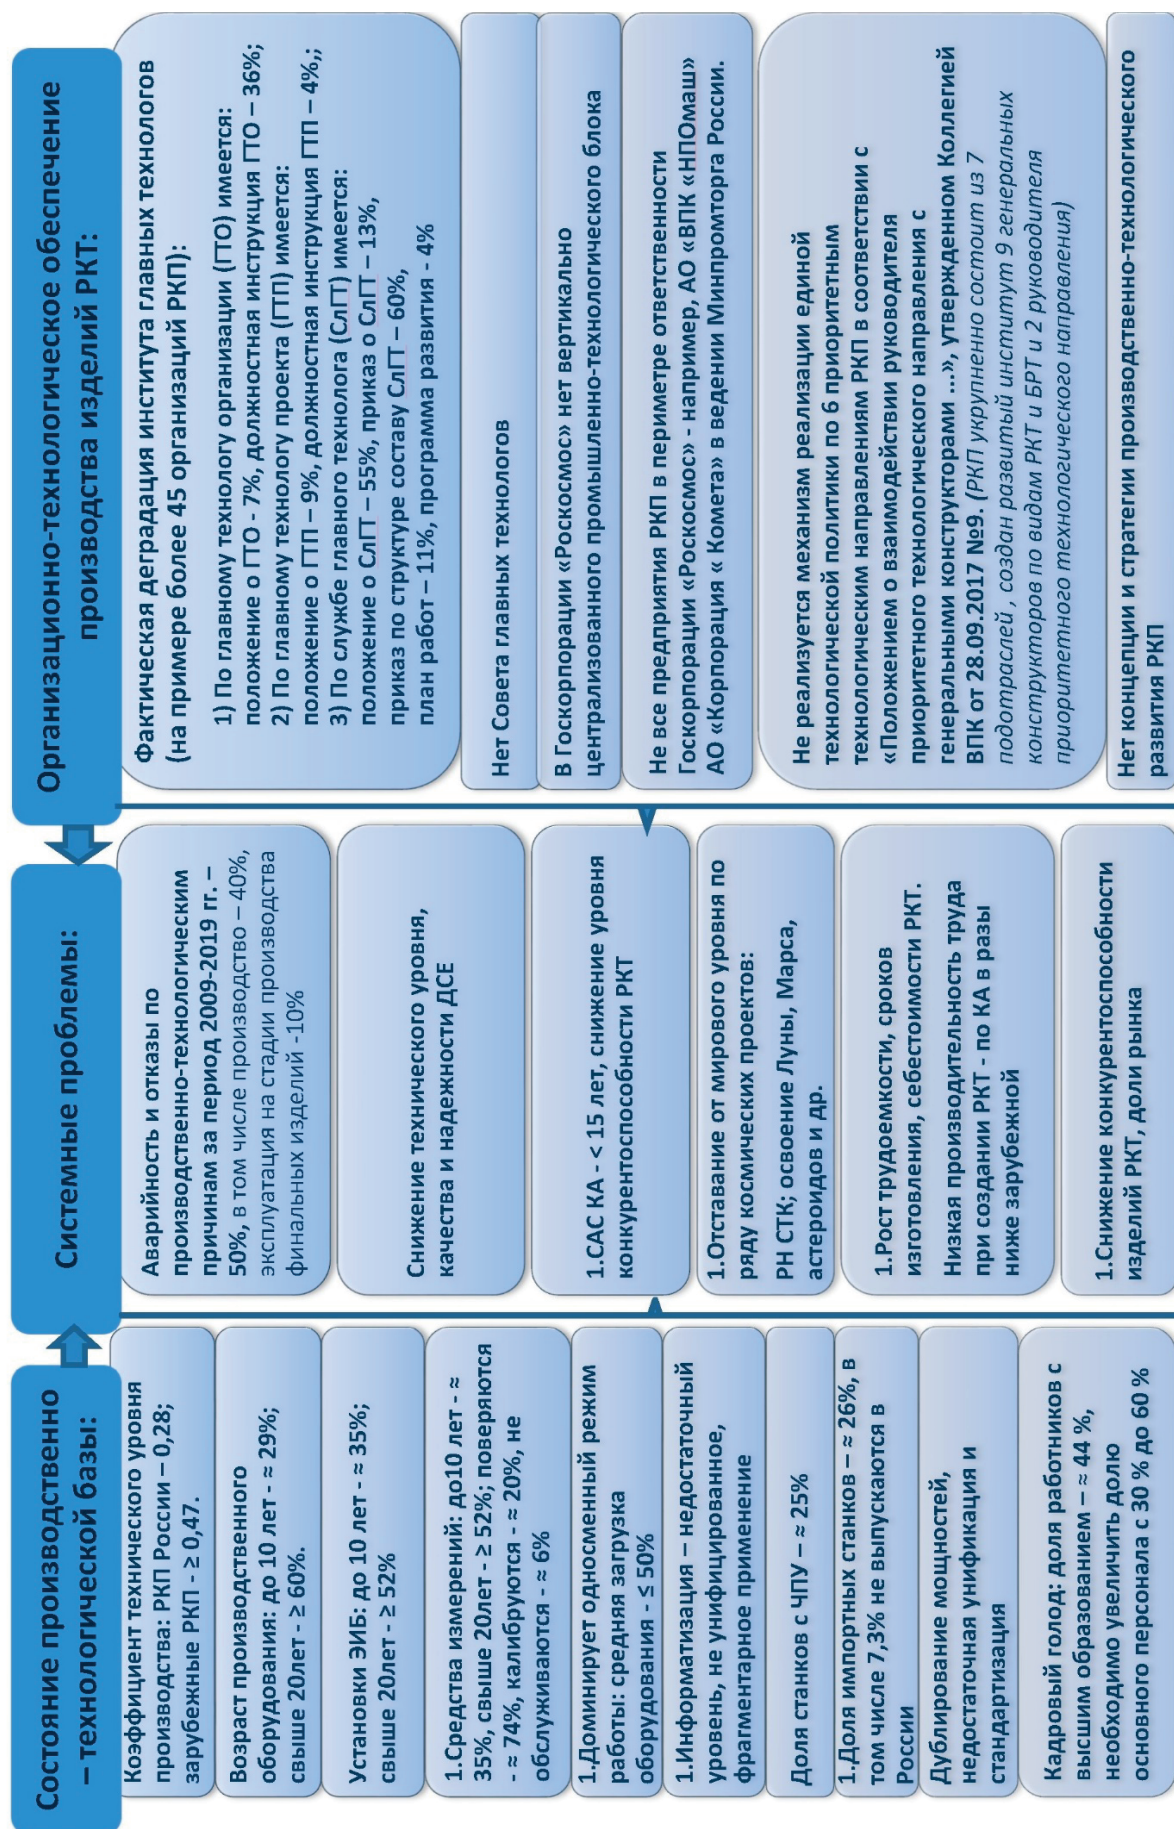 Состояние производственно
– технологической базы:
Коэффициент технического уровня
производства: РКП России – 0,28;
зарубежные РКП - ≥ 0,47.
Возраст производственного
оборудования: до 10 лет - ≈ 29%;
свыше 20лет - ≥ 60%.
Установки ЭИБ: до 10 лет - ≈ 35%;
свыше 20лет - ≥ 52%
1.Средства измерений: до10 лет - ≈
35%, свыше 20лет - ≥ 52%; поверяются
- ≈ 74%, калибруются - ≈ 20%, не
обслуживаются - ≈ 6%
1.Доминирует односменный режим
работы: средняя загрузка
оборудования - ≤ 50%
1.Информатизация – недостаточный
уровень, не унифицированное,
фрагментарное применение
Доля станков с ЧПУ – ≈ 25%
1.Доля импортных станков – ≈ 26%, в
том числе 7,3% не выпускаются в
России
Дублирование мощностей,
недостаточная унификация и
стандартизация
Кадровый голод: доля работников с
высшим образованием – ≈ 44 %,
необходимо увеличить долю
основного персонала с 30 % до 60 %
Системные проблемы:
Аварийность и отказы по
производственно-технологическим
причинам за период 2009-2019 гг. –
50%, в том числе производство – 40%,
эксплуатация на стадии производства
финальных изделий -10%
Снижение технического уровня,
качества и надежности ДСЕ
1.САС КА - < 15 лет, снижение уровня
конкурентоспособности РКТ
1.Отставание от мирового уровня по
ряду космических проектов:
РН СТК; освоение Луны, Марса,
астероидов и др.
1.Рост трудоемкости, сроков
изготовления, себестоимости РКТ.
Низкая производительность труда
при создании РКТ - по КА в разы
ниже зарубежной
1.Снижение конкурентоспособности
изделий РКТ, доли рынка
Организационно-технологическое обеспечение
производства изделий РКТ:
Фактическая деградация института главных технологов
(на примере более 45 организаций РКП):
1) По главному технологу организации (ГТО) имеется:
положение о ГТО - 7%, должностная инструкция ГТО – 36%;
2) По главному технологу проекта (ГТП) имеется:
положение о ГТП – 9%, должностная инструкция ГТП – 4%,;
3) По службе главного технолога (СлГТ) имеется:
положение о СлГТ – 55%, приказ о СлГТ – 13%,
приказ по структуре составу СлГТ – 60%,
план работ – 11%, программа развития - 4%
Нет Совета главных технологов
В Госкорпорации «Роскосмос» нет вертикально
централизованного промышленно-технологического блока
Не все предприятия РКП в периметре ответственности
Госкорпорации «Роскосмос» - например, АО «ВПК «НПОмаш»
АО «Корпорация « Комета» в ведении Минпромторга России.
Не реализуется механизм реализации единой
технологической политики по 6 приоритетным
технологическим направлениям РКП в соответствии с
«Положением о взаимодействии руководителя
приоритетного технологического направления с
генеральными конструкторами ...», утвержденном Коллегией
ВПК от 28.09.2017 №9. (РКП укрупненно состоит из 7
подотраслей , создан развитый институт 9 генеральных
конструкторов по видам РКТ и БРТ и 2 руководителя
приоритетного технологического направления)
Нет концепции и стратегии производственно-технологического
развития РКП